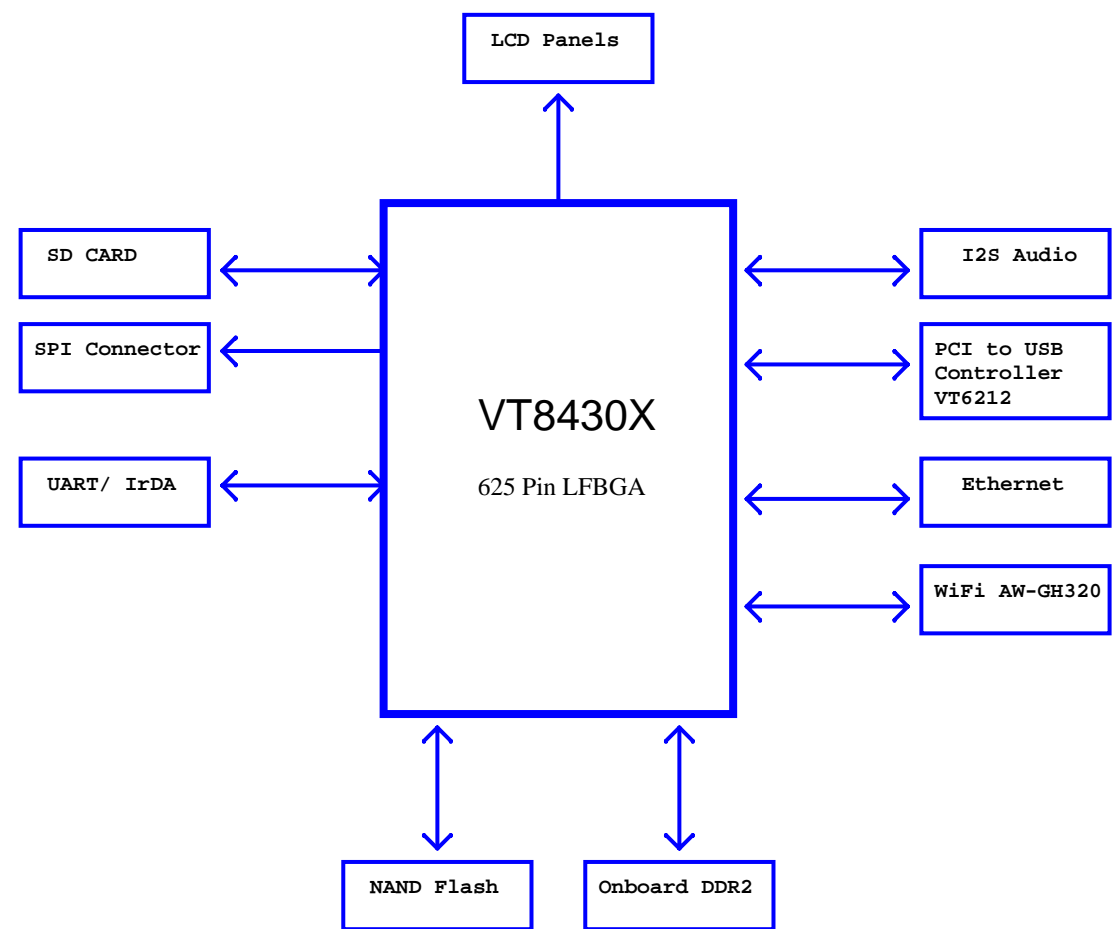 LCD Panels
SD CARD
I2S Audio
SPI Connector
PCI to USB
Controller
VT6212
VT8430X
625 Pin LFBGA
UART/ IrDA
Ethernet
WiFi AW-GH320
NAND Flash
Onboard DDR2